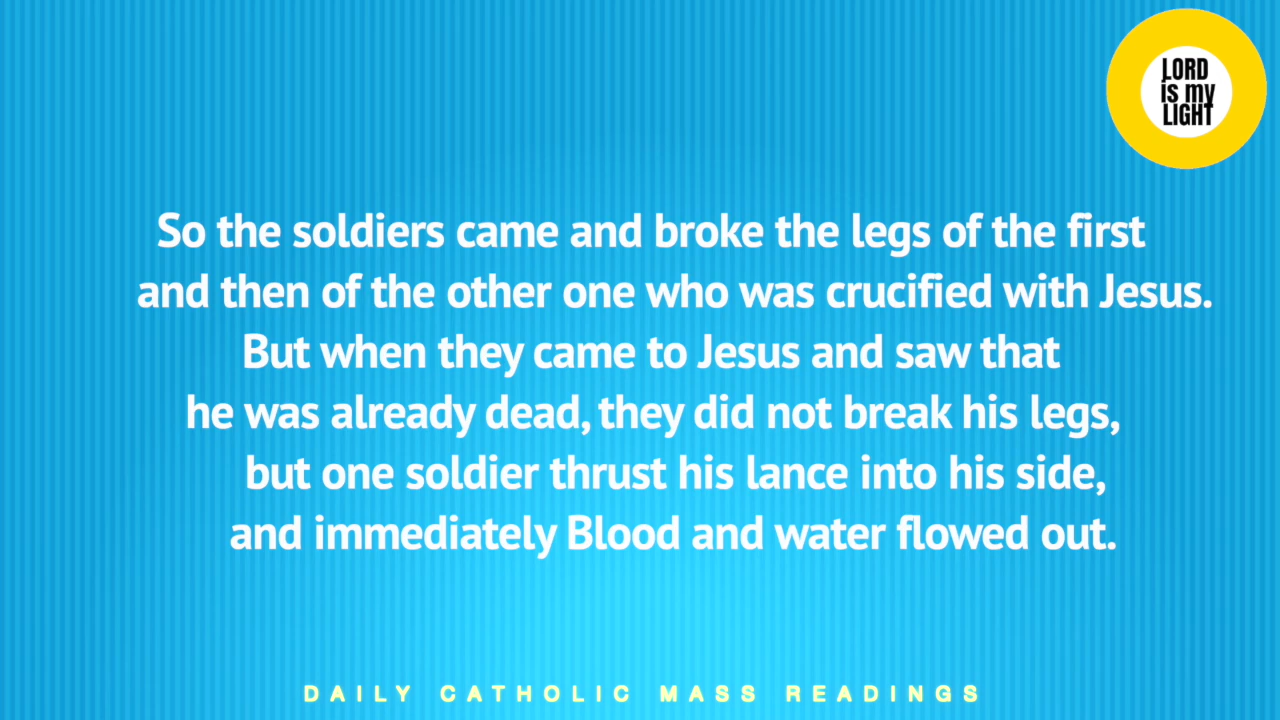 LORD
is my
LIGHT
So the soldiers came and broke the legs of the first
and then of the other one who was crucified with Jesus.
But when they came to Jesus and saw that
he was already dead, they did not break his legs,
but one soldier thrust his lance into his side,
and immediately Blood and water flowed out.
DAILY CATHOLIC MASS READINGS